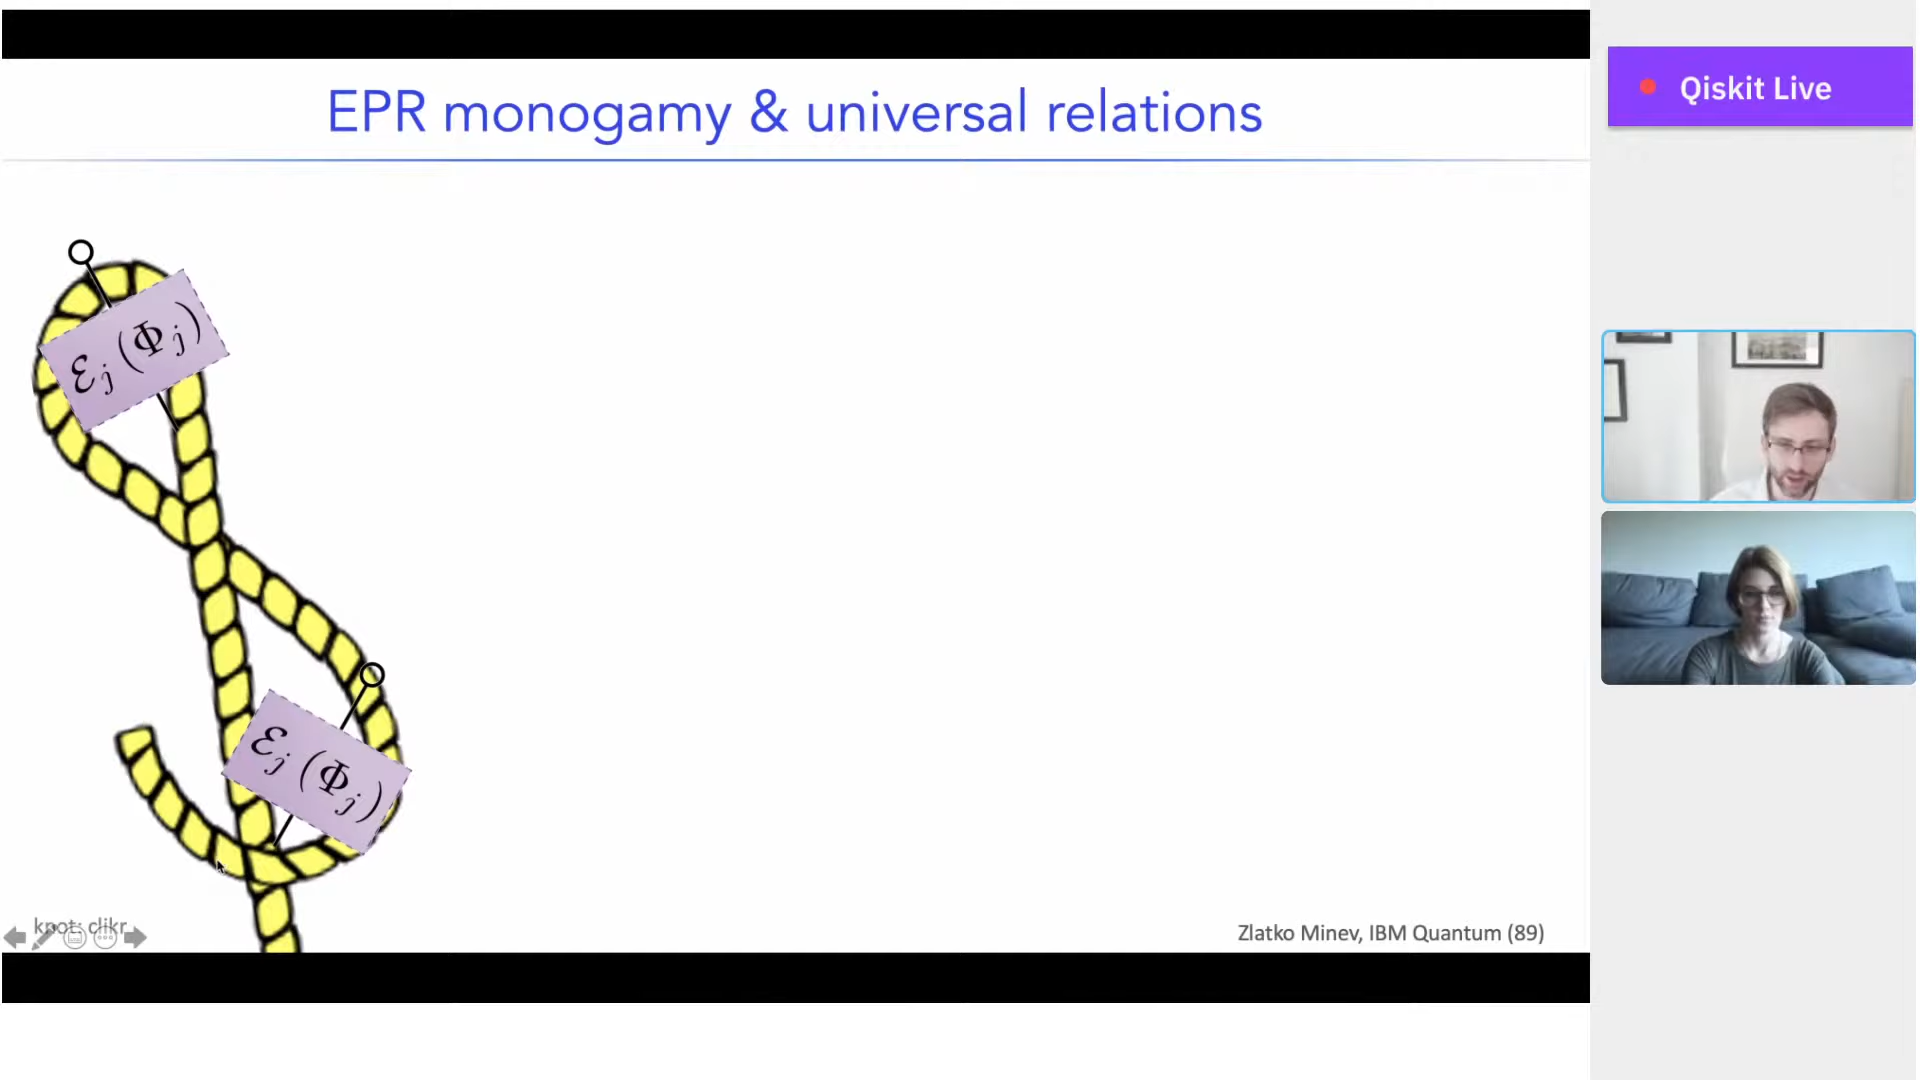 EPR monogamy & universal relations
Qiskit Live
ℰj (Φj)
ℰj (Φj)
knot: clikr
Zlatko Minev, IBM Quantum (89)